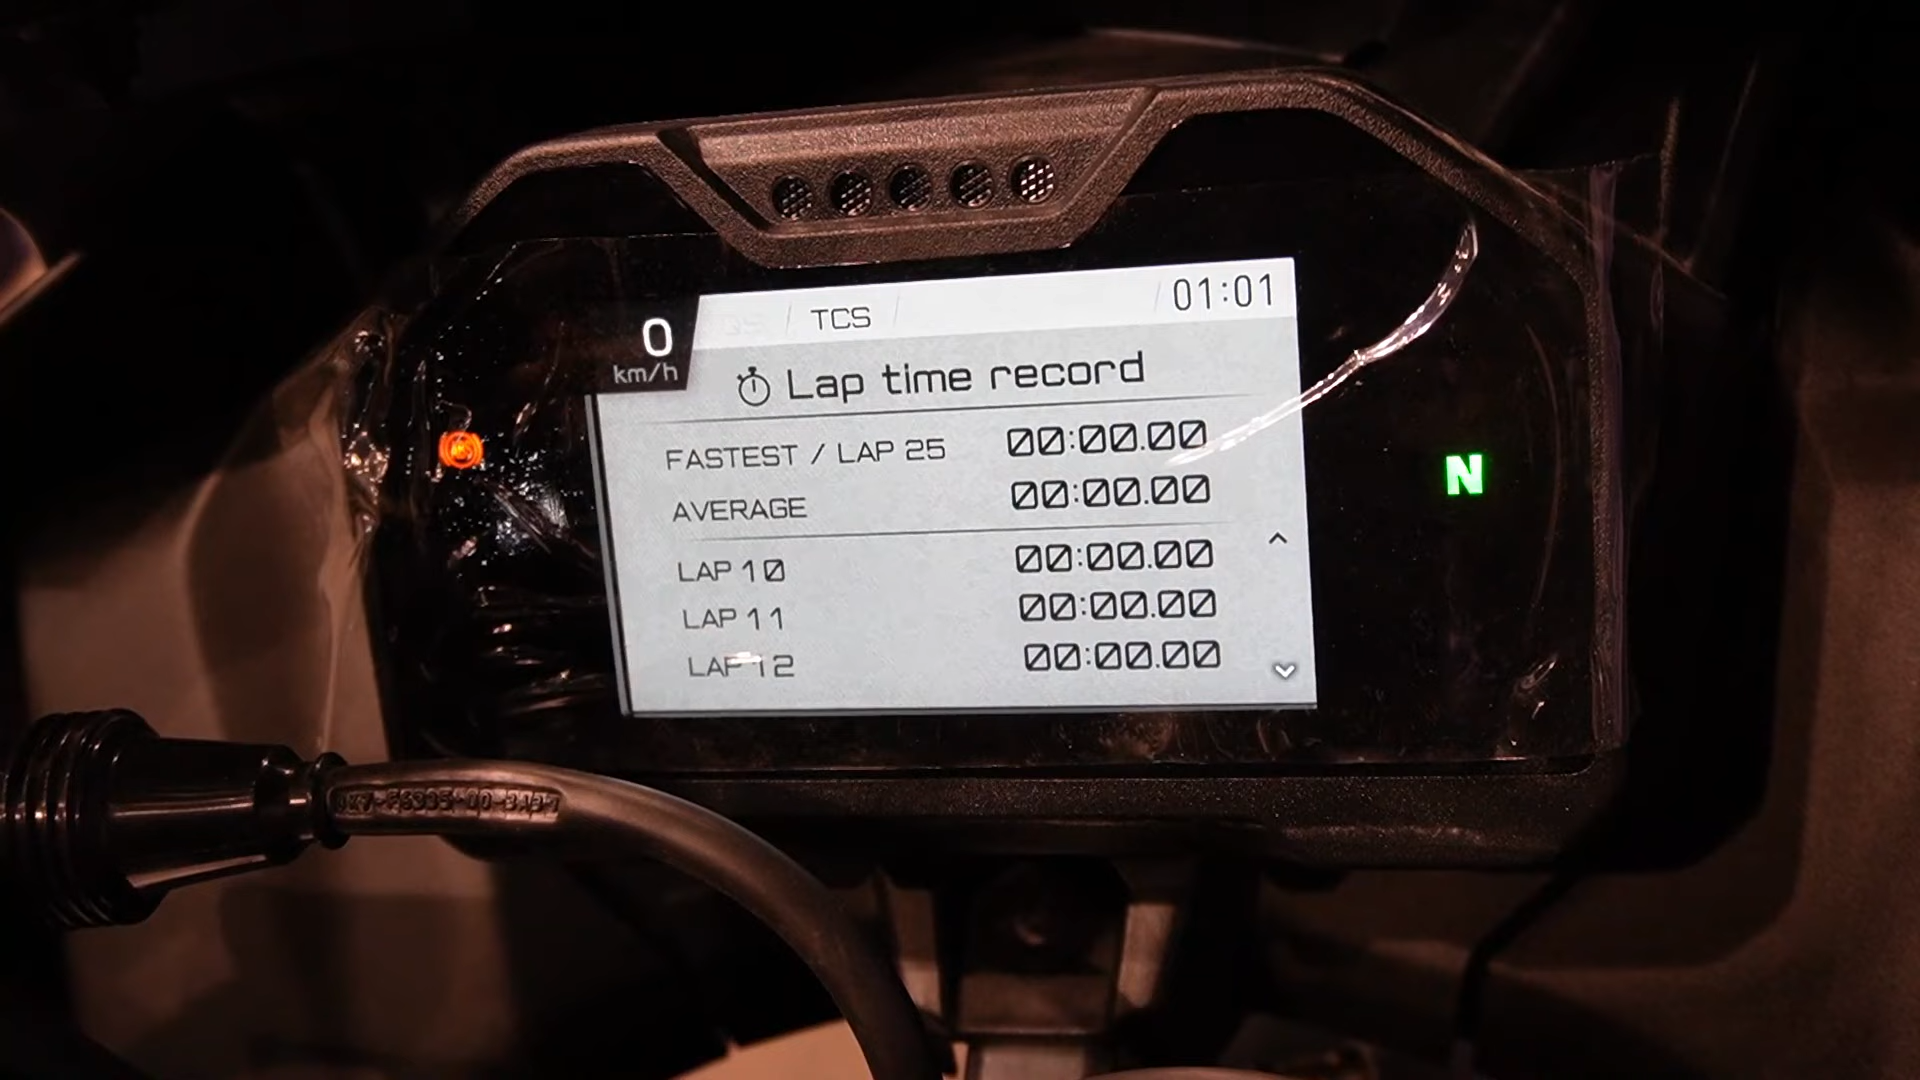 TCS
01:01
0
km/h
Lap time record
FASTEST / LAP 25 00:00.00
AVERAGE 00:00.00
LAP 10 00:00.00
LAP 11 00:00.00
LAP 12 00:00.00
N